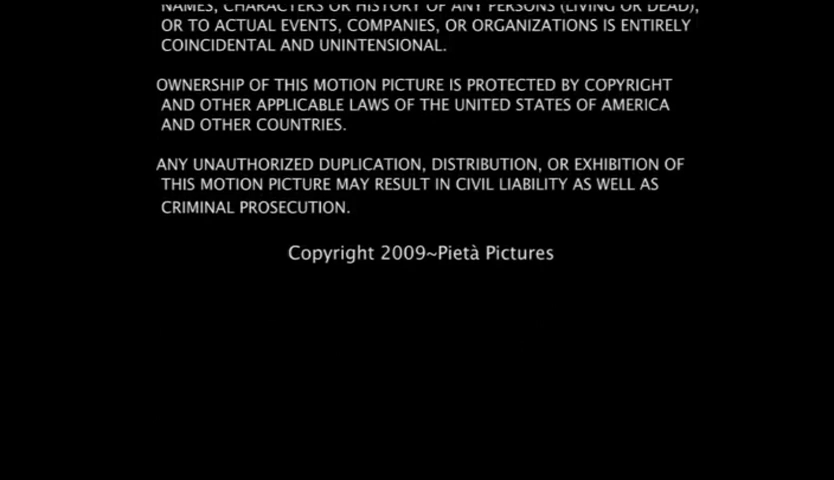 NAMES, CHARACTERS OR HISTORY OF ANY PERSONS (LIVING OR DEAD),
OR TO ACTUAL EVENTS, COMPANIES, OR ORGANIZATIONS IS ENTIRELY
COINCIDENTAL AND UNINTENSIONAL.
OWNERSHIP OF THIS MOTION PICTURE IS PROTECTED BY COPYRIGHT
AND OTHER APPLICABLE LAWS OF THE UNITED STATES OF AMERICA
AND OTHER COUNTRIES.
ANY UNAUTHORIZED DUPLICATION, DISTRIBUTION, OR EXHIBITION OF
THIS MOTION PICTURE MAY RESULT IN CIVIL LIABILITY AS WELL AS
CRIMINAL PROSECUTION.
Copyright 2009~Pietà Pictures